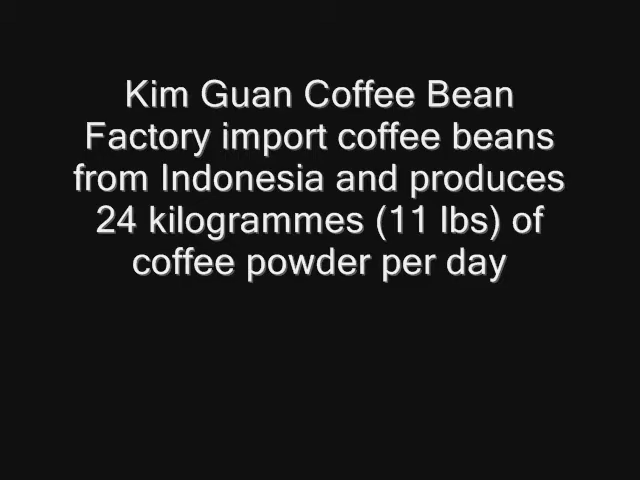 Kim Guan Coffee Bean
Factory import coffee beans
from Indonesia and produces
24 kilogrammes (11 lbs) of
coffee powder per day